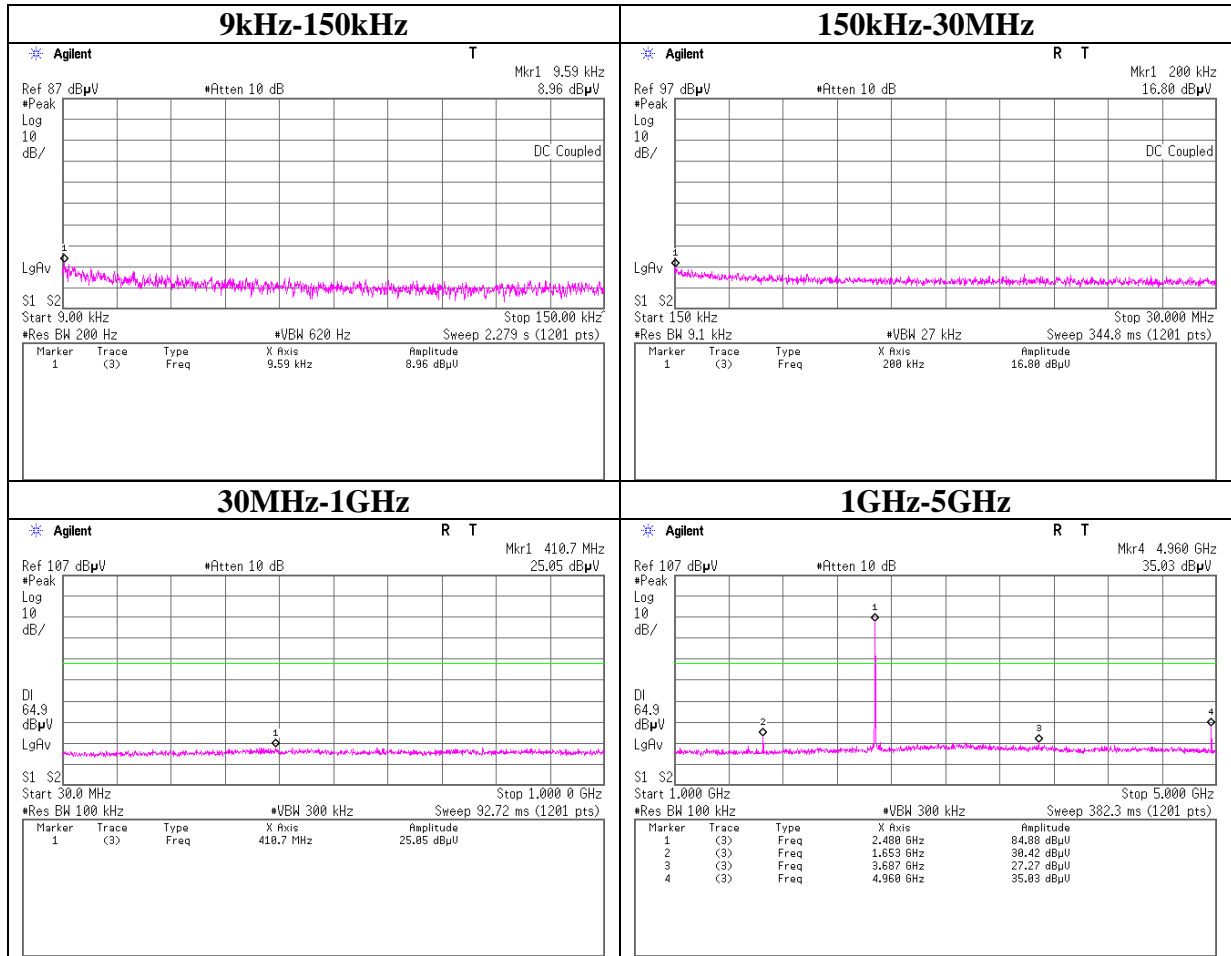 9kHz-150kHz
Agilent T
Mkr1 9.59 kHz
Ref 87 dBµV #Atten 10 dB 8.96 dBµV
#Peak
Log
10
dB/
DC Coupled
1
LgAv
S1 S2
Start 9.00 kHz Stop 150.00 kHz
#Res BW 200 Hz #VBW 620 Hz Sweep 2.279 s (1201 pts)
Marker Trace Type X Axis Amplitude
1 (3) Freq 9.59 kHz 8.96 dBµV
150kHz-30MHz
Agilent R T
Mkr1 200 kHz
Ref 97 dBµV #Atten 10 dB 16.80 dBµV
#Peak
Log
10
dB/
DC Coupled
1
LgAv
S1 S2
Start 150 kHz Stop 30.000 MHz
#Res BW 9.1 kHz #VBW 27 kHz Sweep 344.8 ms (1201 pts)
Marker Trace Type X Axis Amplitude
1 (3) Freq 200 kHz 16.80 dBµV
30MHz-1GHz
Agilent R T
Mkr1 410.7 MHz
Ref 107 dBµV #Atten 10 dB 25.05 dBµV
#Peak
Log
10
dB/
DI
64.9
dBµV
1
LgAv
S1 S2
Start 30.0 MHz Stop 1.000 0 GHz
#Res BW 100 kHz #VBW 300 kHz Sweep 92.72 ms (1201 pts)
Marker Trace Type X Axis Amplitude
1 (3) Freq 410.7 MHz 25.05 dBµV
1GHz-5GHz
Agilent R T
Mkr4 4.960 GHz
Ref 107 dBµV #Atten 10 dB 35.03 dBµV
#Peak
Log
10
dB/
1
DI
64.9
dBµV
2 3 4
LgAv
S1 S2
Start 1.000 GHz Stop 5.000 GHz
#Res BW 100 kHz #VBW 300 kHz Sweep 382.3 ms (1201 pts)
Marker Trace Type X Axis Amplitude
1 (3) Freq 2.480 GHz 84.88 dBµV
2 (3) Freq 1.653 GHz 30.42 dBµV
3 (3) Freq 3.687 GHz 27.27 dBµV
4 (3) Freq 4.960 GHz 35.03 dBµV